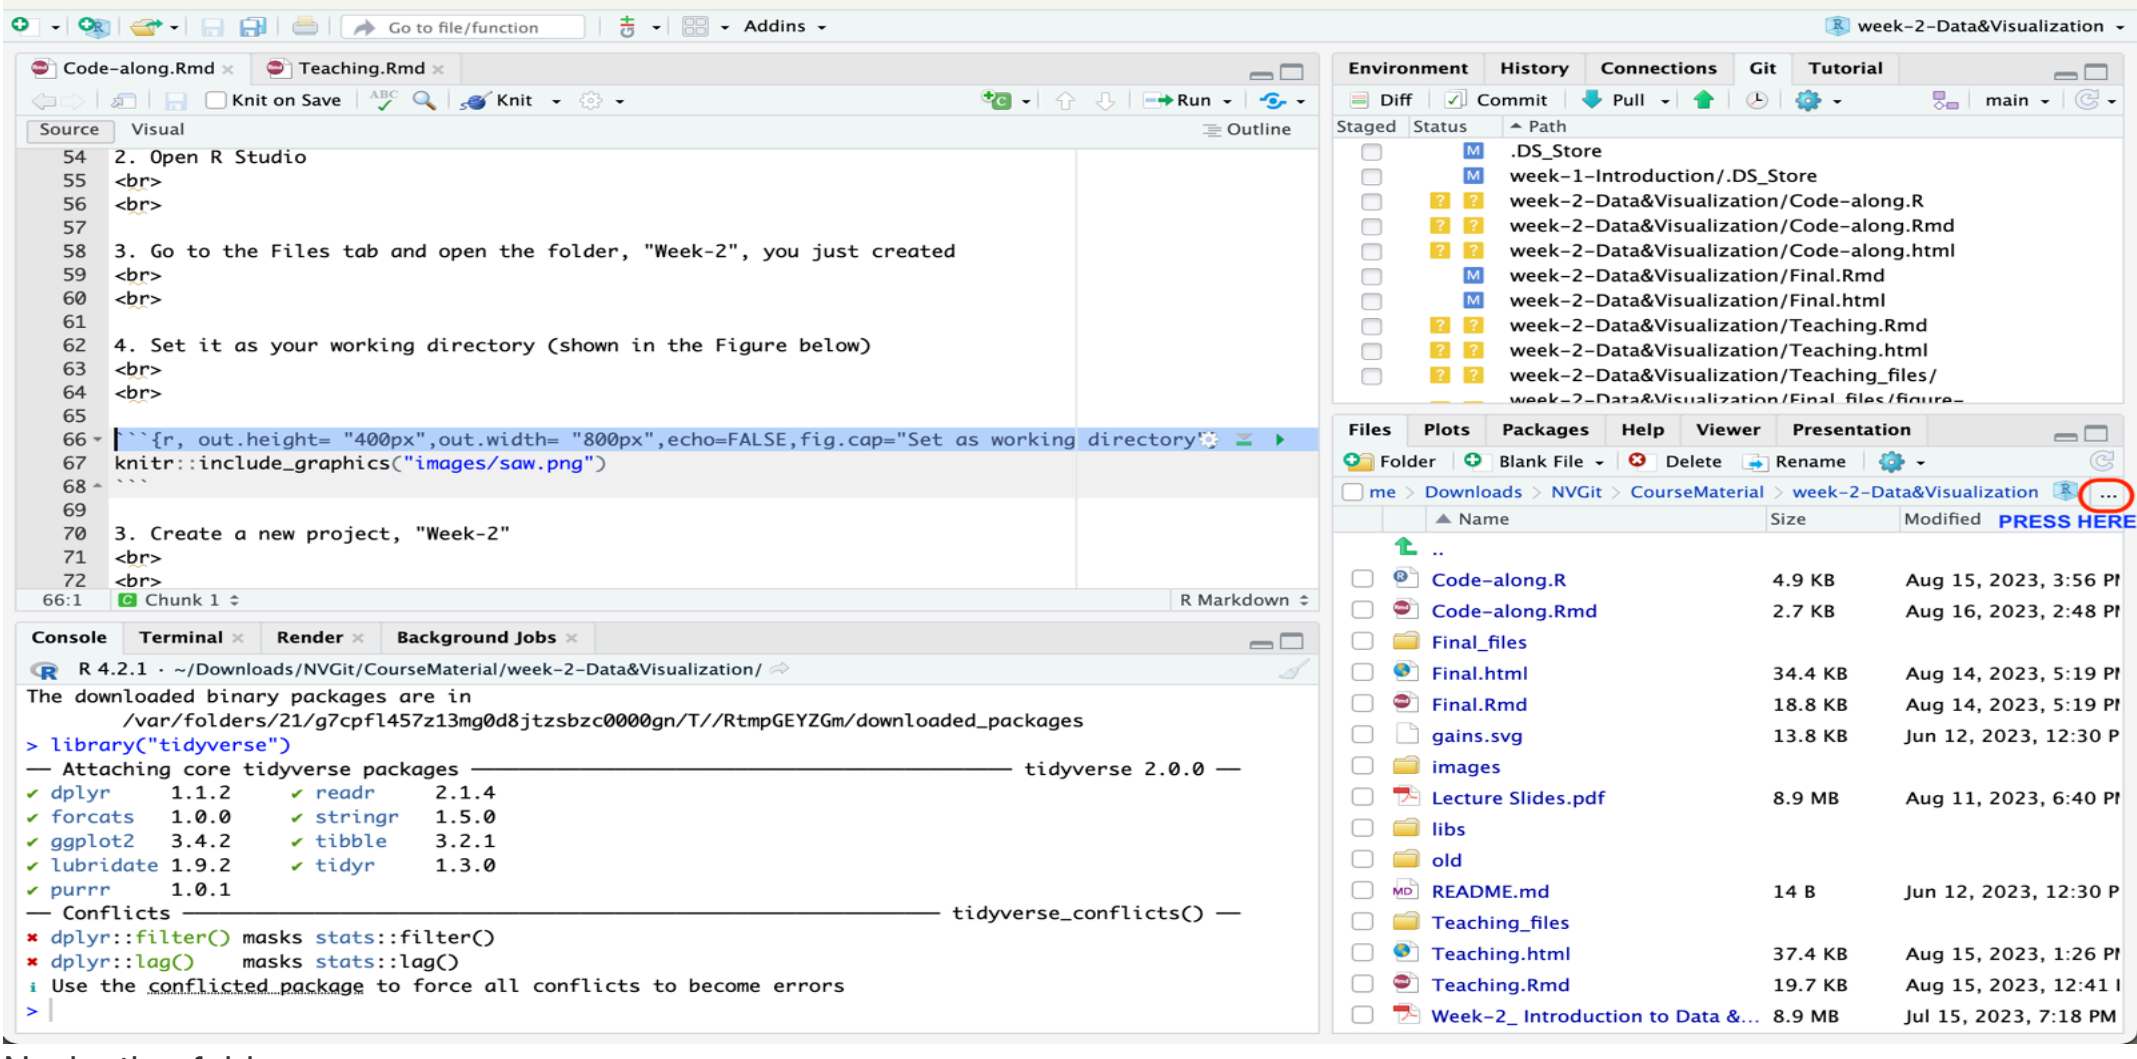 Go to file/function
Addins
week-2-Data&Visualization
Code-along.Rmd
Teaching.Rmd
Knit on Save
ABC
Knit
Run
Source Visual
Outline
54 2. Open R Studio
55 <br>
56 <br>
57
58 3. Go to the Files tab and open the folder, "Week-2", you just created
59 <br>
60 <br>
61
62 4. Set it as your working directory (shown in the Figure below)
63 <br>
64 <br>
65
66 ```{r, out.height= "400px",out.width= "800px",echo=FALSE,fig.cap="Set as working directory"
67 knitr::include_graphics("images/saw.png")
68 ```
69
70 3. Create a new project, "Week-2"
71 <br>
72 <br>
66:1 C Chunk 1 R Markdown
Console Terminal Render Background Jobs
R 4.2.1 · ~/Downloads/NVGit/CourseMaterial/week-2-Data&Visualization/
The downloaded binary packages are in
/var/folders/21/g7cpfl457z13mg0d8jtzsbzc0000gn/T//RtmpGEYZGm/downloaded_packages
> library("tidyverse")
── Attaching core tidyverse packages ── tidyverse 2.0.0 ──
✔ dplyr 1.1.2 ✔ readr 2.1.4
✔ forcats 1.0.0 ✔ stringr 1.5.0
✔ ggplot2 3.4.2 ✔ tibble 3.2.1
✔ lubridate 1.9.2 ✔ tidyr 1.3.0
✔ purrr 1.0.1
── Conflicts ── tidyverse_conflicts() ──
✖ dplyr::filter() masks stats::filter()
✖ dplyr::lag() masks stats::lag()
ℹ Use the conflicted package to force all conflicts to become errors
>
Environment History Connections Git Tutorial
Diff Commit Pull main
Staged Status Path
M .DS_Store
M week-1-Introduction/.DS_Store
? ? week-2-Data&Visualization/Code-along.R
? ? week-2-Data&Visualization/Code-along.Rmd
? ? week-2-Data&Visualization/Code-along.html
M week-2-Data&Visualization/Final.Rmd
M week-2-Data&Visualization/Final.html
? ? week-2-Data&Visualization/Teaching.Rmd
? ? week-2-Data&Visualization/Teaching.html
? ? week-2-Data&Visualization/Teaching_files/
week-2-Data&Visualization/Final_files/figure-
Files Plots Packages Help Viewer Presentation
Folder Blank File Delete Rename
me > Downloads > NVGit > CourseMaterial > week-2-Data&Visualization ...
Name Size Modified PRESS HERE
..
Code-along.R 4.9 KB Aug 15, 2023, 3:56 PM
Code-along.Rmd 2.7 KB Aug 16, 2023, 2:48 PM
Final_files
Final.html 34.4 KB Aug 14, 2023, 5:19 PM
Final.Rmd 18.8 KB Aug 14, 2023, 5:19 PM
gains.svg 13.8 KB Jun 12, 2023, 12:30 P
images
Lecture Slides.pdf 8.9 MB Aug 11, 2023, 6:40 PM
libs
old
MD README.md 14 B Jun 12, 2023, 12:30 P
Teaching_files
Teaching.html 37.4 KB Aug 15, 2023, 1:26 PM
Teaching.Rmd 19.7 KB Aug 15, 2023, 12:41
Week-2_ Introduction to Data &... 8.9 MB Jul 15, 2023, 7:18 PM